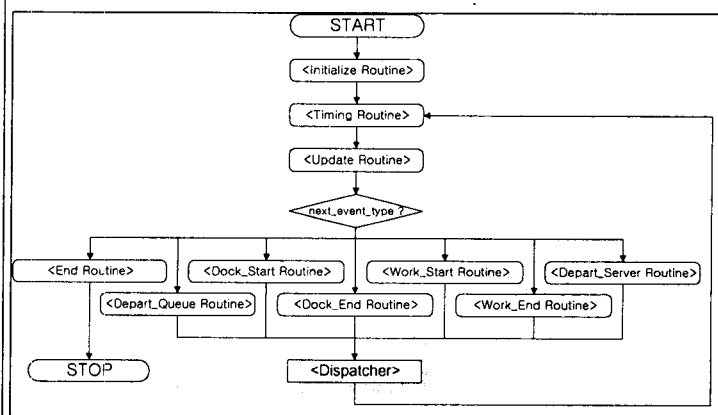 START
<Initialize Routine>
<Timing Routine>
<Update Routine>
next_event_type ?
<End Routine>
<Dock_Start Routine>
<Work_Start Routine>
<Depart_Server Routine>
<Depart_Queue Routine>
<Dock_End Routine>
<Work_End Routine>
STOP
<Dispatcher>